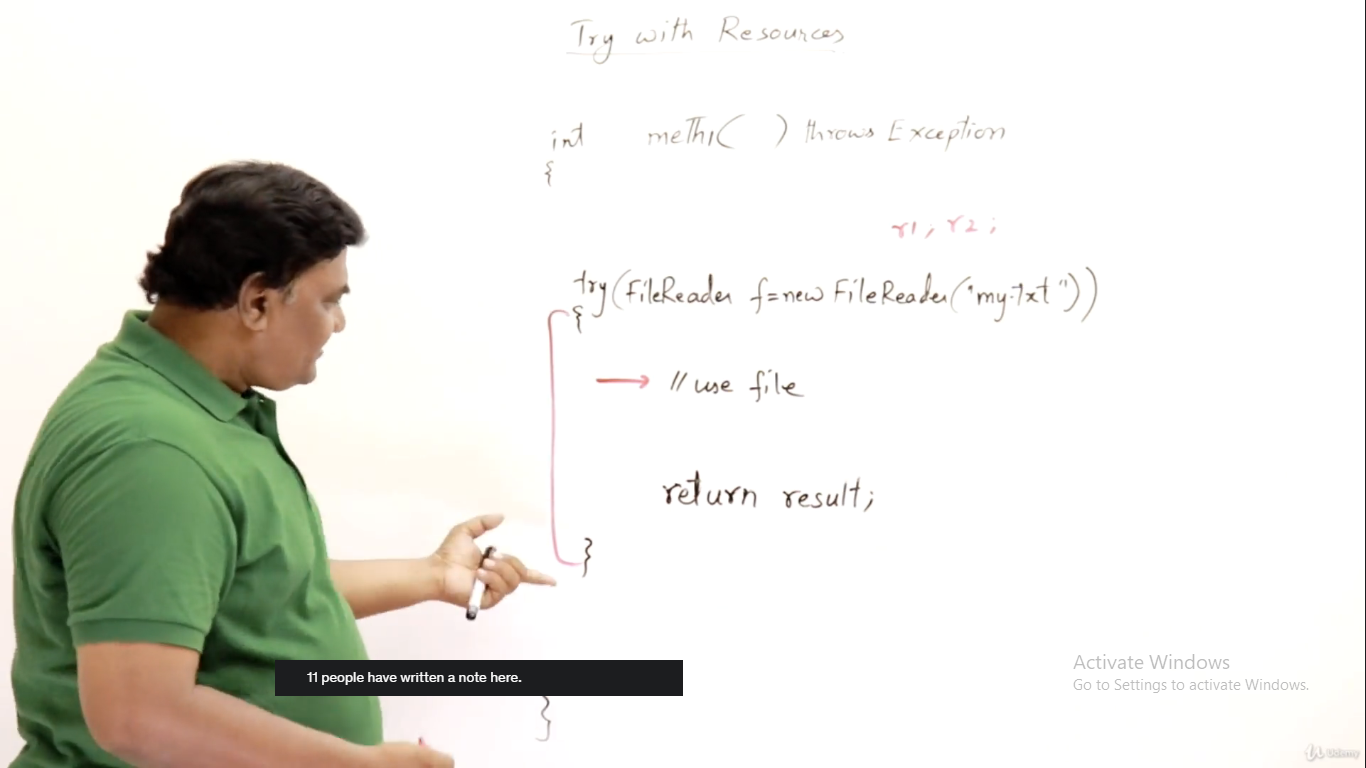 Try with Resources
int meth1( ) throws Exception
{
r1, r2;
try(FileReader f=new FileReader("my.txt"))
{
//use file
return result;
}
11 people have written a note here.
}
Activate Windows
Go to Settings to activate Windows.
Udemy